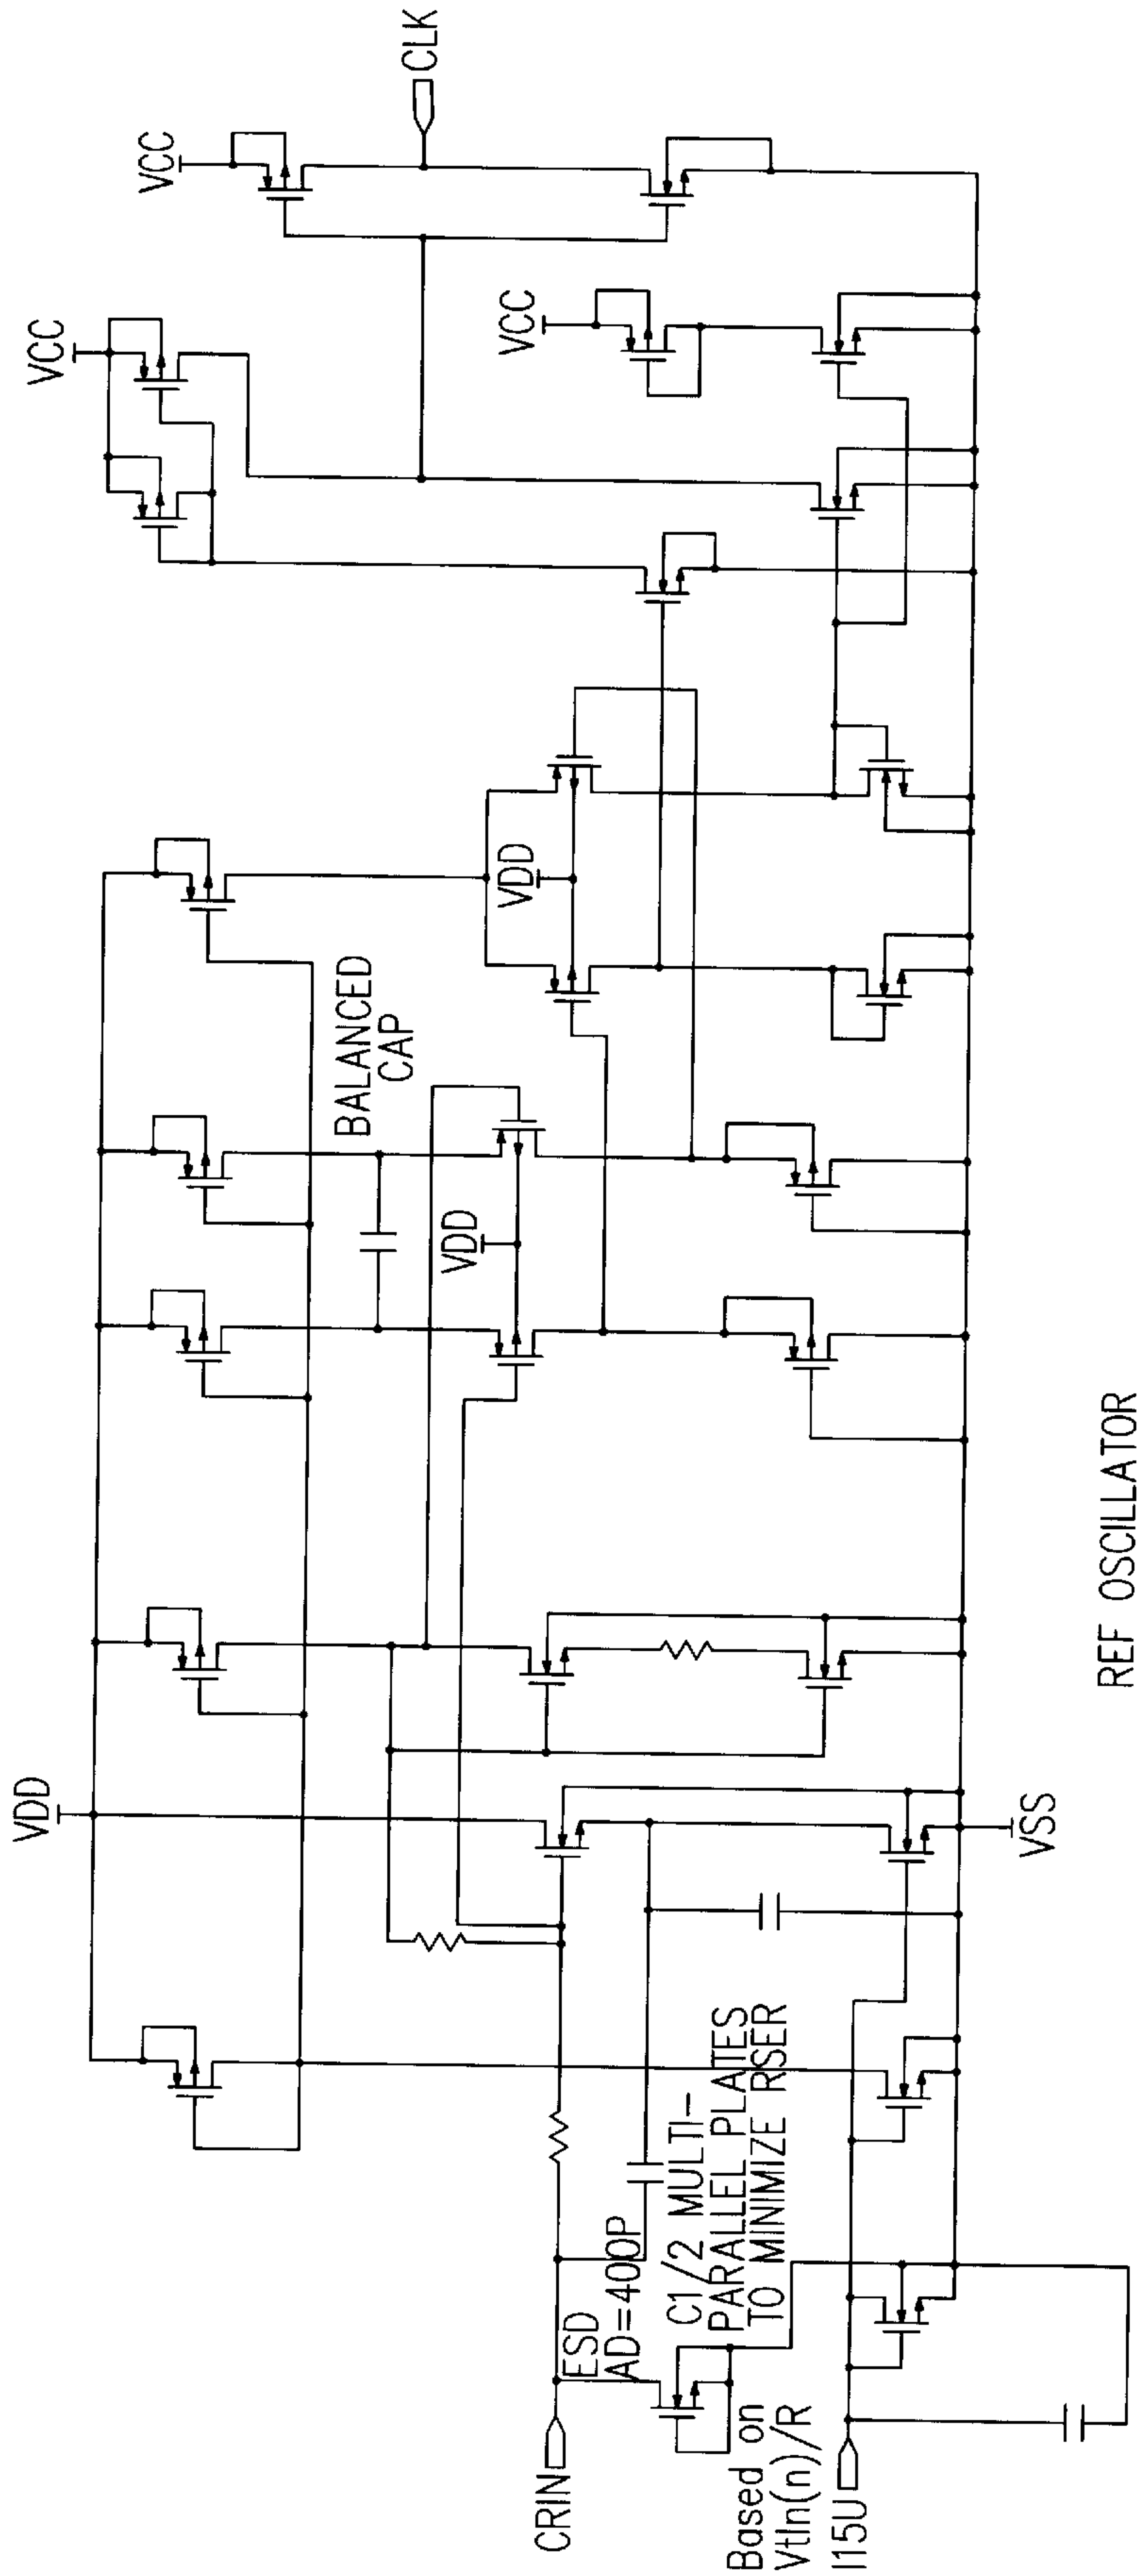 VDD
VCC
VCC
VCC
CLK
BALANCED
CAP
VDD
VDD
CRIN
ESD
AD=400P
C1/2 MULTI-
PARALLEL PLATES
TO MINIMIZE RSER
Based on
Vtln(n)/R
I15U
VSS
REF OSCILLATOR